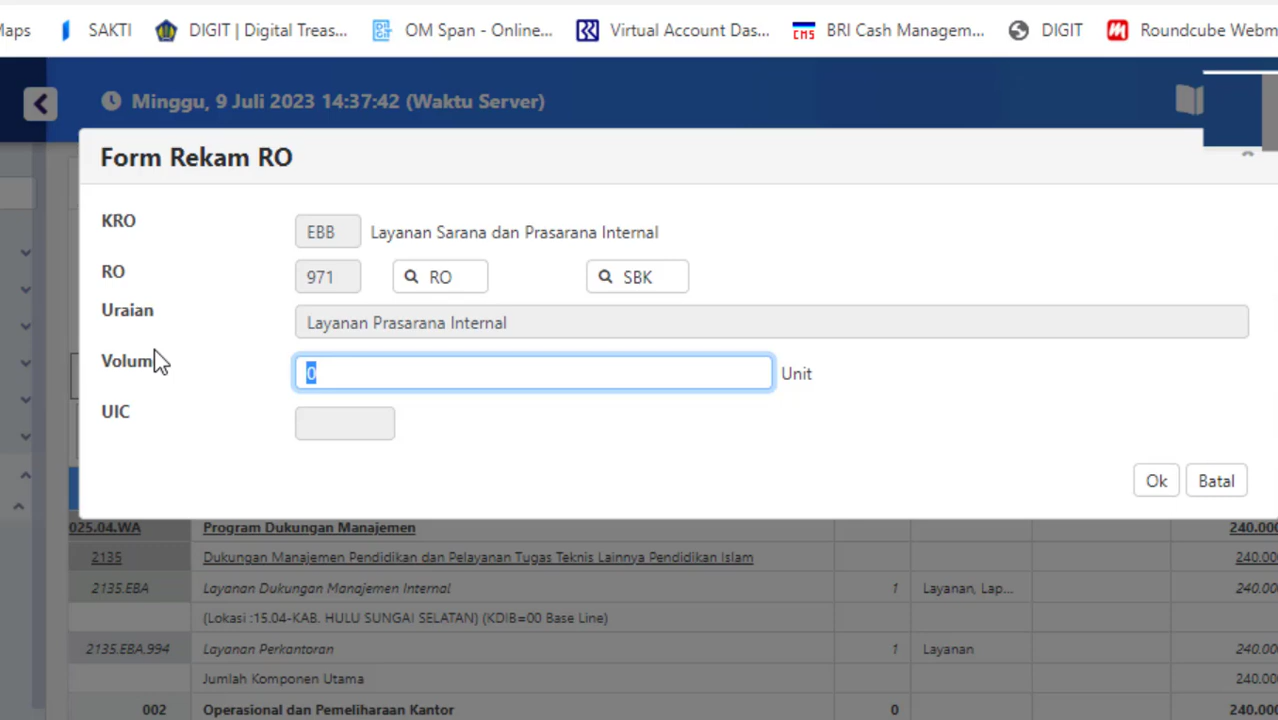 Maps SAKTI DIGIT | Digital Treas... OM Span - Online... Virtual Account Das... CMS BRI Cash Managem... DIGIT Roundcube Webm
Minggu, 9 Juli 2023 14:37:42 (Waktu Server)
Form Rekam RO
KRO EBB Layanan Sarana dan Prasarana Internal
RO 971 RO SBK
Uraian Layanan Prasarana Internal
Volum 0 Unit
UIC
Ok Batal
025.04.WA Program Dukungan Manajemen 240.000
2135 Dukungan Manajemen Pendidikan dan Pelayanan Tugas Teknis Lainnya Pendidikan Islam 240.00
2135.EBA Layanan Dukungan Manajemen Internal 1 Layanan, Lap... 240.00
(Lokasi :15.04-KAB. HULU SUNGAI SELATAN) (KDIB=00 Base Line)
2135.EBA.994 Layanan Perkantoran 1 Layanan 240.00
Jumlah Komponen Utama 240.00
002 Operasional dan Pemeliharaan Kantor 0 240.000